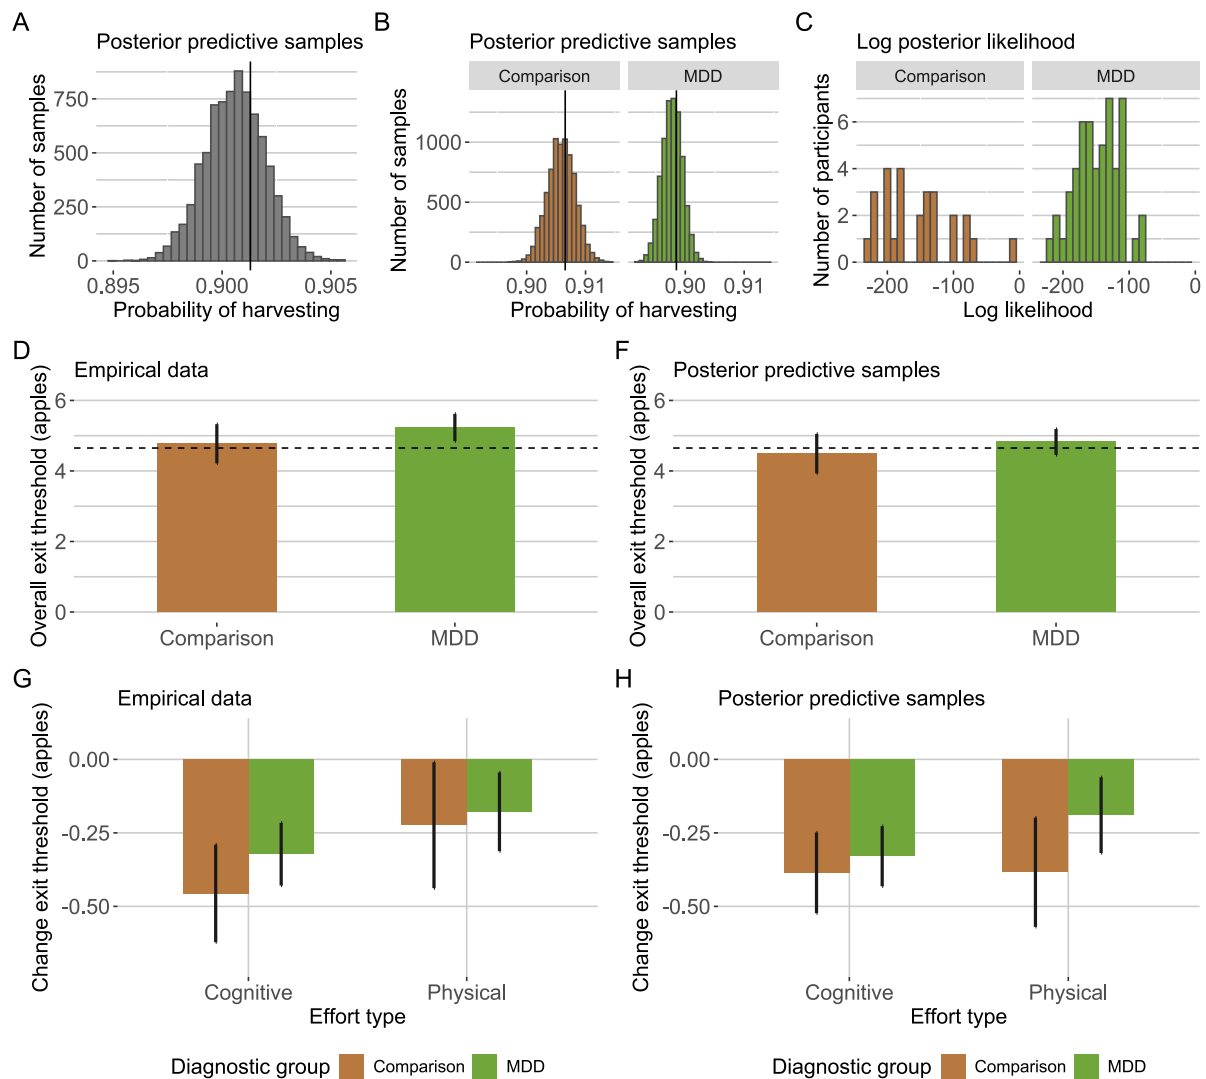 A
Posterior predictive samples
Number of samples
750
500
250
0
0.895
0.900
0.905
Probability of harvesting
B
Posterior predictive samples
Comparison
MDD
Number of samples
1000
500
0
0.90
0.91
0.90
0.91
Probability of harvesting
C
Log posterior likelihood
Comparison
MDD
Number of participants
6
4
2
0
-200
-100
0
-200
-100
0
Log likelihood
D
Empirical data
Overall exit threshold (apples)
6
4
2
0
Comparison
MDD
F
Posterior predictive samples
Overall exit threshold (apples)
6
4
2
0
Comparison
MDD
G
Empirical data
Change exit threshold (apples)
0.00
-0.25
-0.50
Cognitive
Physical
Effort type
Diagnostic group
Comparison
MDD
H
Posterior predictive samples
Change exit threshold (apples)
0.00
-0.25
-0.50
Cognitive
Physical
Effort type
Diagnostic group
Comparison
MDD